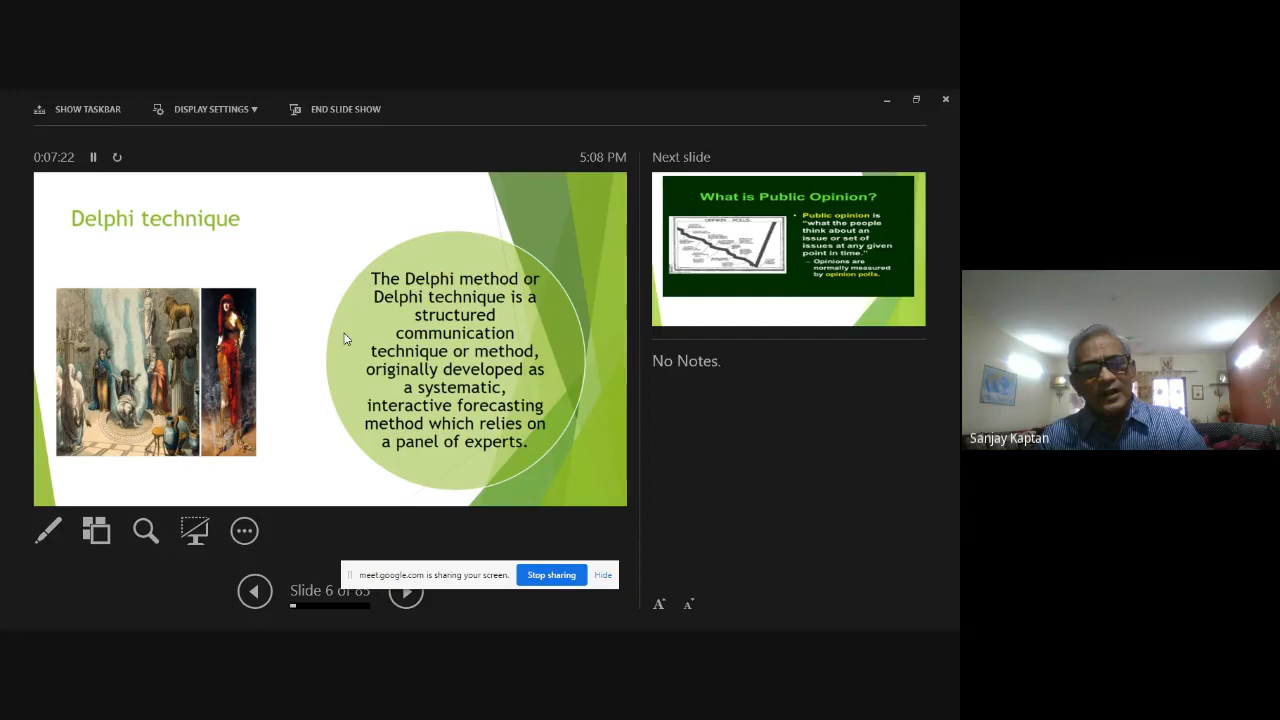 SHOW TASKBAR
DISPLAY SETTINGS
END SLIDE SHOW
0:07:22
5:08 PM
Next slide
Delphi technique
The Delphi method or
Delphi technique is a
structured
communication
technique or method,
originally developed as
a systematic,
interactive forecasting
method which relies on
a panel of experts.
What is Public Opinion?
• Public opinion is
"what the people
think about an
issue or set of
issues at any given
point in time."
– Opinions are
normally measured
by opinion polls.
No Notes.
Sanjay Kaptan
meet.google.com is sharing your screen.
Stop sharing
Hide
Slide 6 of 85
A
A